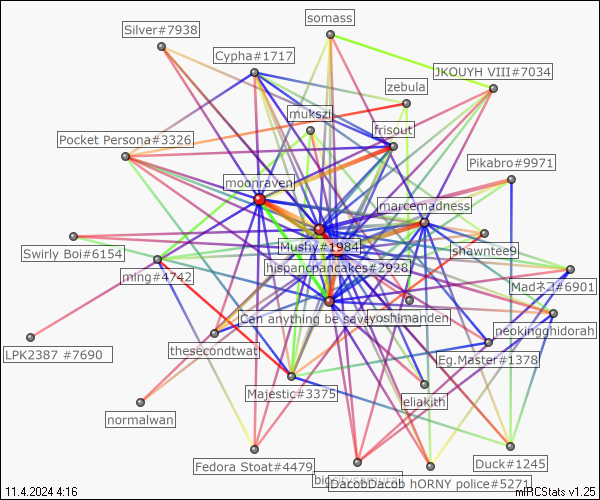 somass
Silver#7938
Cypha#1717
JKOUYH VIII#7034
zebula
mukszi
frisout
Pocket Persona#3326
Pikabro#9971
moonraven
marcemadness
Mushy#1984
shawntee9
Swirly Boi#6154
hispancpancakes#2928
ming#4742
Madネコ#6901
Can anything be save
yoshimanden
neokingghidorah
LPK2387 #7690
thesecondtwat
Eg.Master#1378
Majestic#3375
eliakith
normalwan
Fedora Stoat#4479
Duck#1245
DacobDacob hORNY police#5271
11.4.2024 4:16
mIRCStats v1.25